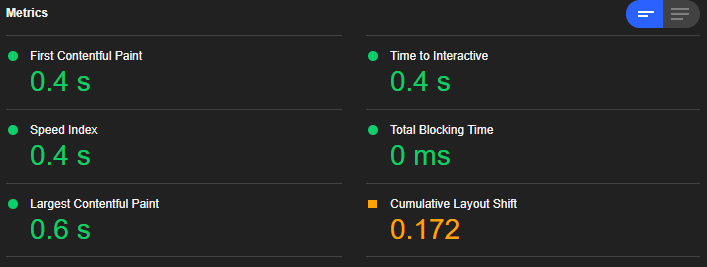 Metrics
First Contentful Paint
0.4 s
Time to Interactive
0.4 s
Speed Index
0.4 s
Total Blocking Time
0 ms
Largest Contentful Paint
0.6 s
Cumulative Layout Shift
0.172